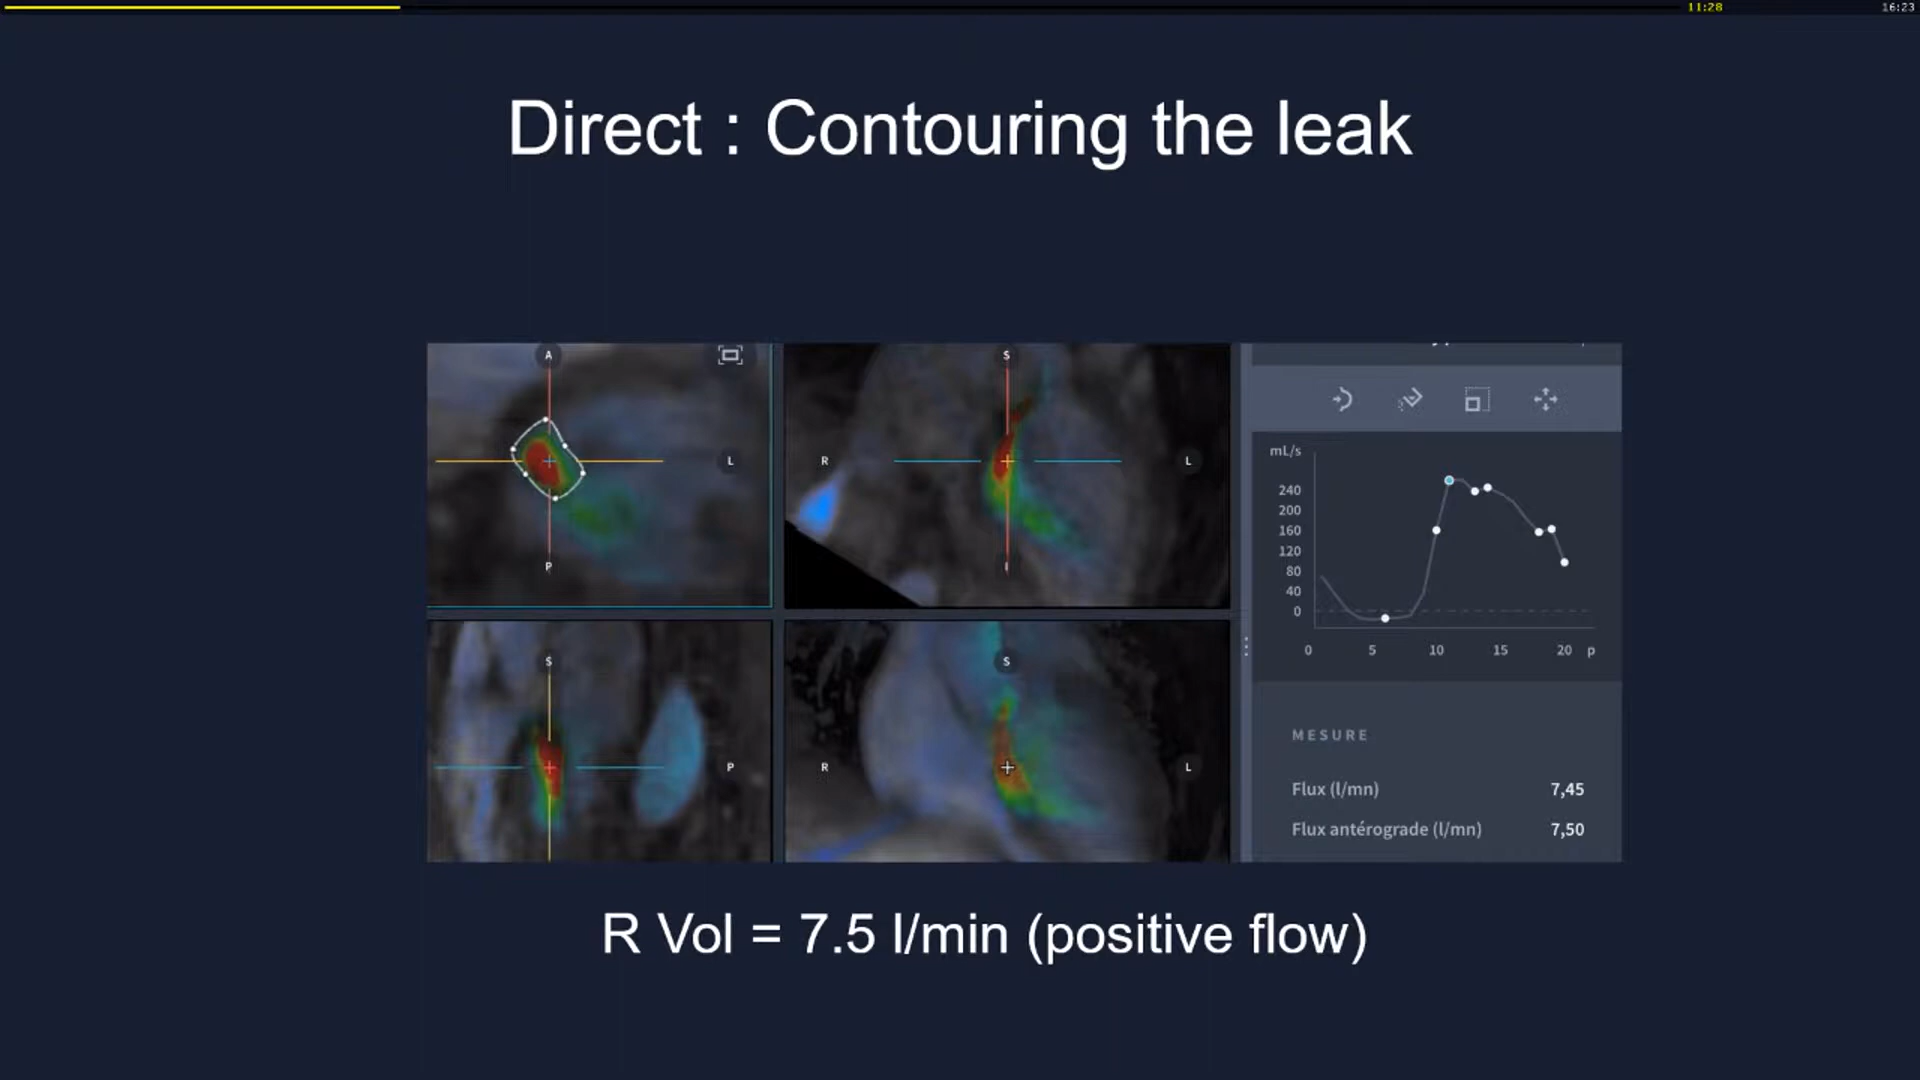 11:28
16:23
Direct : Contouring the leak
A
L
P
S
R
L
S
P
S
R
L
mL/s
240
200
160
120
80
40
0
0 5 10 15 20 p
MESURE
Flux (l/mn) 7,45
Flux antérograde (l/mn) 7,50
R Vol = 7.5 l/min (positive flow)